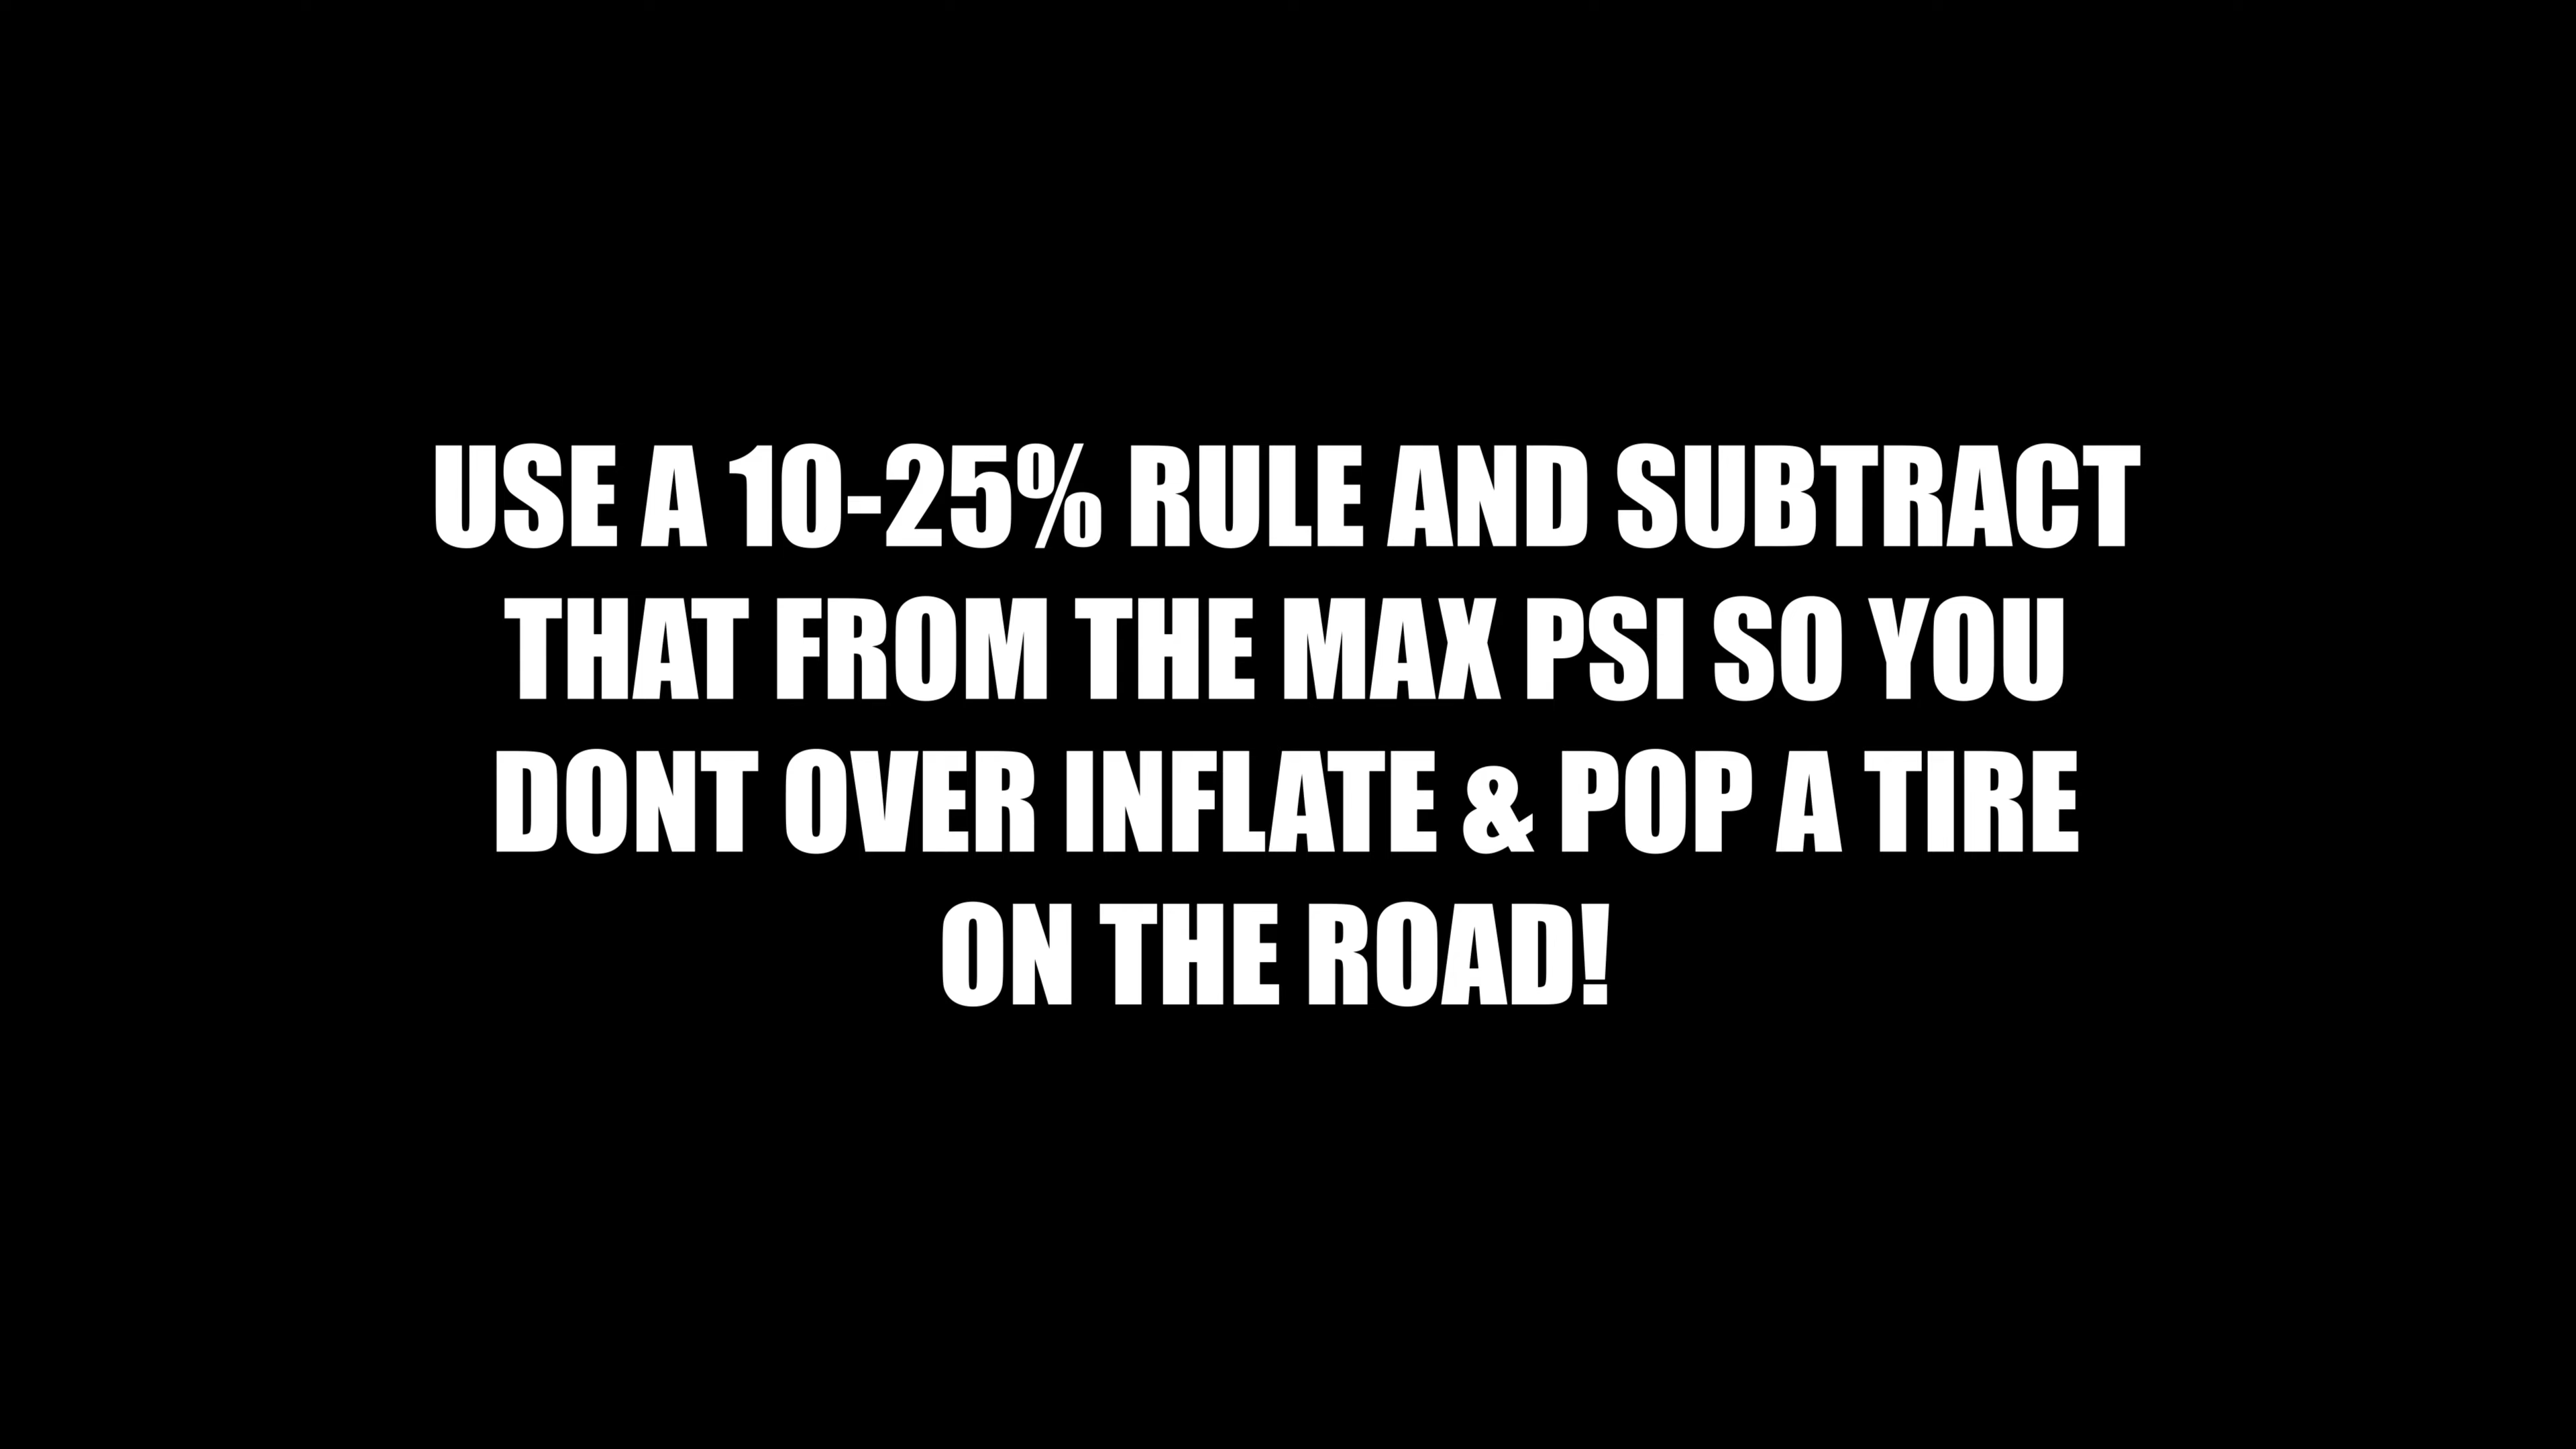 USE A 10-25% RULE AND SUBTRACT
THAT FROM THE MAX PSI SO YOU
DONT OVER INFLATE & POP A TIRE
ON THE ROAD!